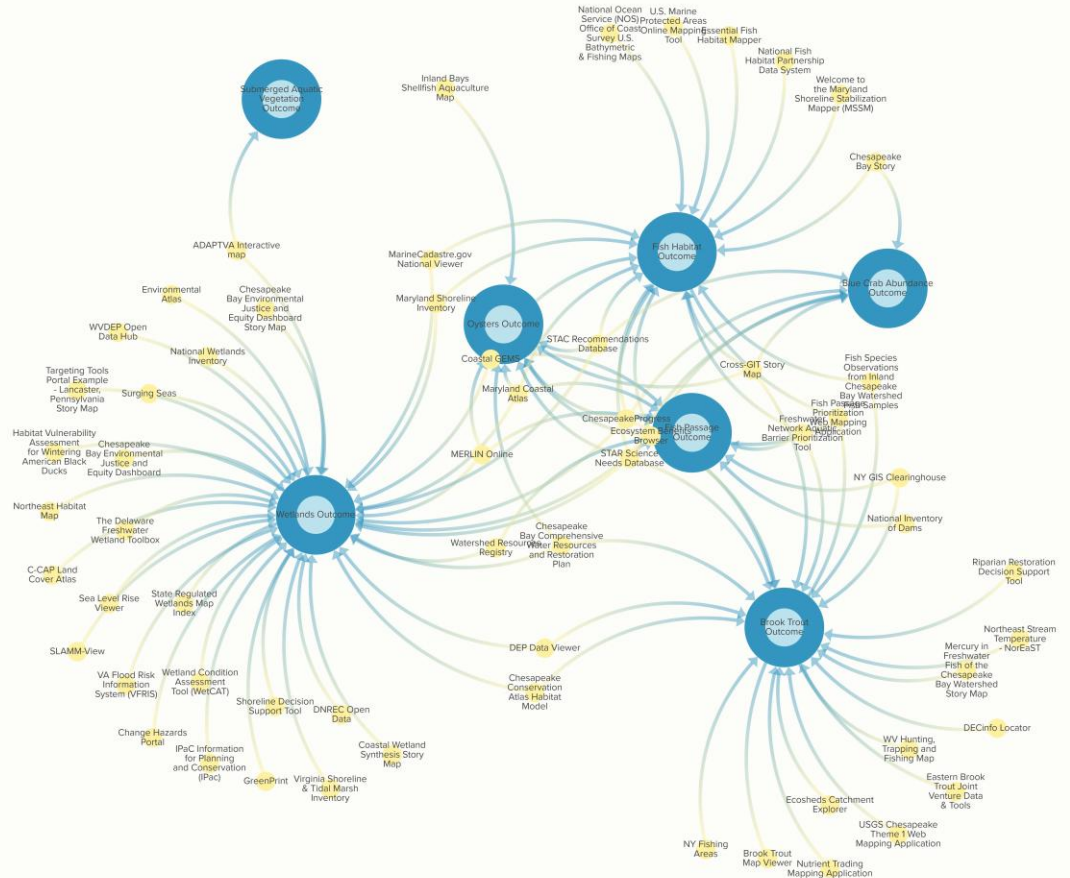 National Ocean
Service (NOS)
Office of Coast
Survey U.S.
Bathymetric
& Fishing Maps
U.S. Marine
Protected Areas
Online Mapping
Tool
Essential Fish
Habitat Mapper
National Fish
Habitat Partnership
Data System
Welcome to
the Maryland
Shoreline Stabilization
Mapper (MSSM)
Submerged Aquatic
Vegetation
Outcome
Inland Bays
Shellfish Aquaculture
Map
Chesapeake
Bay Story
ADAPTVA Interactive
map
MarineCadastre.gov
National Viewer
Fish Habitat
Outcome
Environmental
Atlas
Chesapeake
Bay Environmental
Justice and
Equity Dashboard
Story Map
Maryland Shoreline
Inventory
Blue Crab Abundance
Outcome
WVDEP Open
Data Hub
National Wetlands
Inventory
Oysters Outcome
STAC Recommendations
Database
Coastal GEMS
Cross-GIT Story
Map
Fish Species
Observations
from Inland
Chesapeake
Bay Watershed
Fish Samples
Targeting Tools
Portal Example
- Lancaster,
Pennsylvania
Story Map
Surging Seas
Maryland Coastal
Atlas
ChesapeakeProgress
Ecosystem Benefits
Browser
Fish Passage
Outcome
Fish Passage
Prioritization
Web Mapping
Application
Freshwater
Network Aquatic
Barrier Prioritization
Tool
Habitat Vulnerability
Assessment
for Wintering
American Black
Ducks
Chesapeake
Bay Environmental
Justice and
Equity Dashboard
MERLIN Online
STAR Science
Needs Database
NY GIS Clearinghouse
Northeast Habitat
Map
The Delaware
Freshwater
Wetland Toolbox
Wetlands Outcome
National Inventory
of Dams
Watershed Resources
Registry
Chesapeake
Bay Comprehensive
Water Resources
and Restoration
Plan
C-CAP Land
Cover Atlas
Sea Level Rise
Viewer
State Regulated
Wetlands Map
Index
Riparian Restoration
Decision Support
Tool
Brook Trout
Outcome
SLAMM-View
DEP Data Viewer
Northeast Stream
Temperature
- NorEaST
Mercury in
Freshwater
Fish of the
Chesapeake
Bay Watershed
Story Map
VA Flood Risk
Information
System (VFRIS)
Wetland Condition
Assessment
Tool (WetCAT)
Shoreline Decision
Support Tool
DNREC Open
Data
Chesapeake
Conservation
Atlas Habitat
Model
DECinfo Locator
Change Hazards
Portal
IPaC Information
for Planning
and Conservation
(IPac)
GreenPrint
Virginia Shoreline
& Tidal Marsh
Inventory
Coastal Wetland
Synthesis Story
Map
WV Hunting,
Trapping and
Fishing Map
Eastern Brook
Trout Joint
Venture Data
& Tools
Ecosheds Catchment
Explorer
USGS Chesapeake
Theme 1 Web
Mapping Application
NY Fishing
Areas
Brook Trout
Map Viewer
Nutrient Trading
Mapping Application